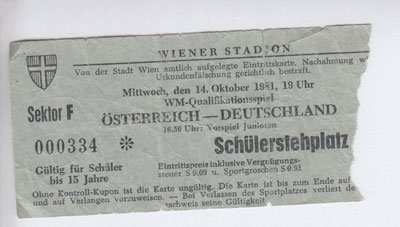 WIENER STADION
Von der Stadt Wien amtlich aufgelegte Eintrittskarte. Nachahmung w
Urkundenfälschung gerichtlich bestraft.
Mittwoch, den 14. Oktober 1981, 19 Uhr
WM-Qualifikationsspiel
Sektor F
ÖSTERREICH—DEUTSCHLAND
16.50 Uhr: Vorspiel Junioren
000334 *
Schülerstehplatz
Gültig für Schüler
bis 15 Jahre
Eintrittspreis inklusive Vergnügungs-
steuer S 9.09 u. Sportgroschen S 0.91
Ohne Kontroll-Kupon ist die Karte ungültig. Die Karte ist bis zum Ende auf
und auf Verlangen vorzuweisen. — Bei Verlassen des Sportplatzes verliert de
nachweis seine Gültigkeit